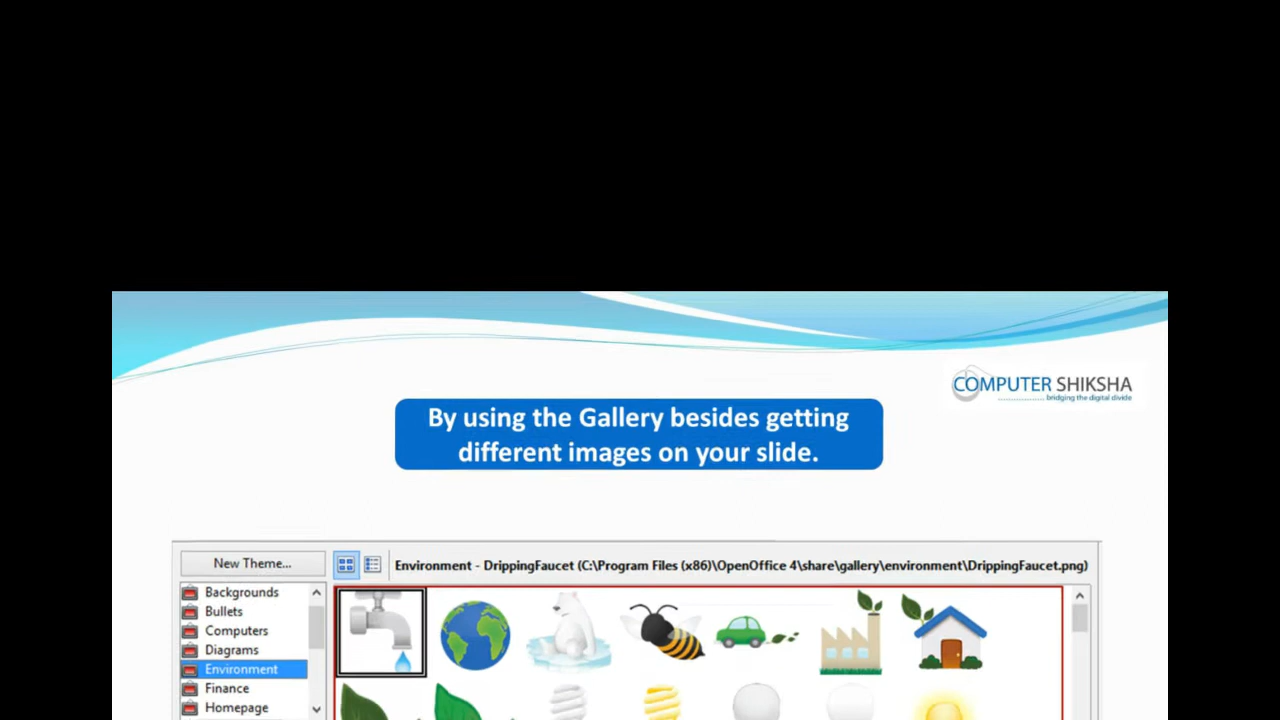 COMPUTER SHIKSHA
bridging the digital divide
By using the Gallery besides getting
different images on your slide.
New Theme...
Environment - DrippingFaucet (C:\Program Files (x86)\OpenOffice 4\share\gallery\environment\DrippingFaucet.png)
Backgrounds
Bullets
Computers
Diagrams
Environment
Finance
Homepage